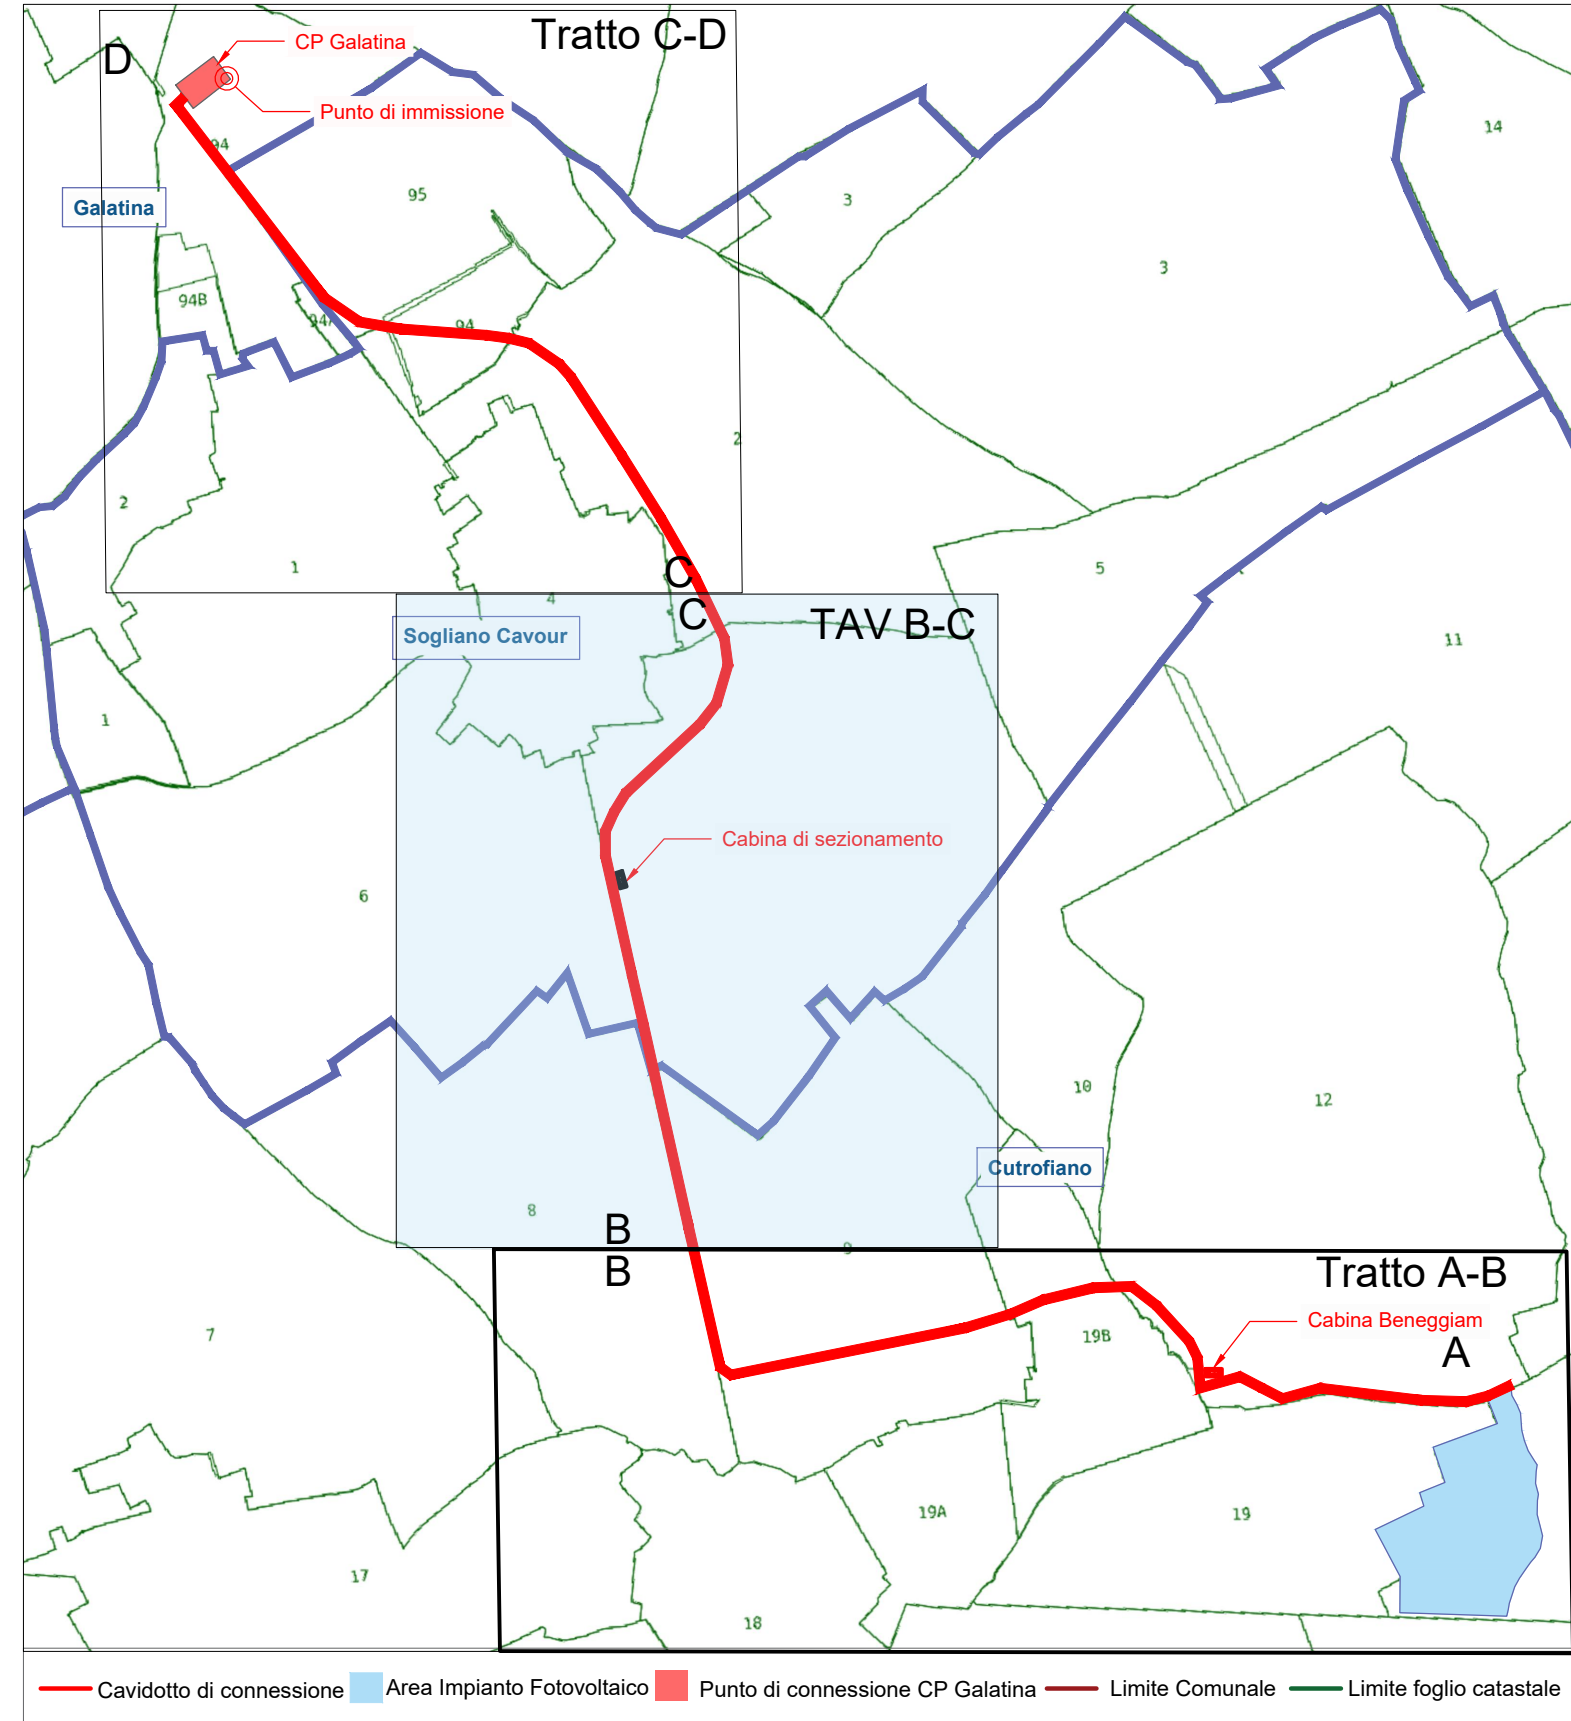 Tratto C-D
D
CP Galatina
Punto di immissione
94
95
Galatina
94B
94A
94
3
3
14
2
2
1
C
C
4
5
Sogliano Cavour
TAV B-C
11
1
Cabina di sezionamento
6
10
12
Cutrofiano
8
B
9
B
Tratto A-B
Cabina Beneggiam
A
7
19B
19A
19
17
18
Cavidotto di connessione
Area Impianto Fotovoltaico
Punto di connessione CP Galatina
Limite Comunale
Limite foglio catastale